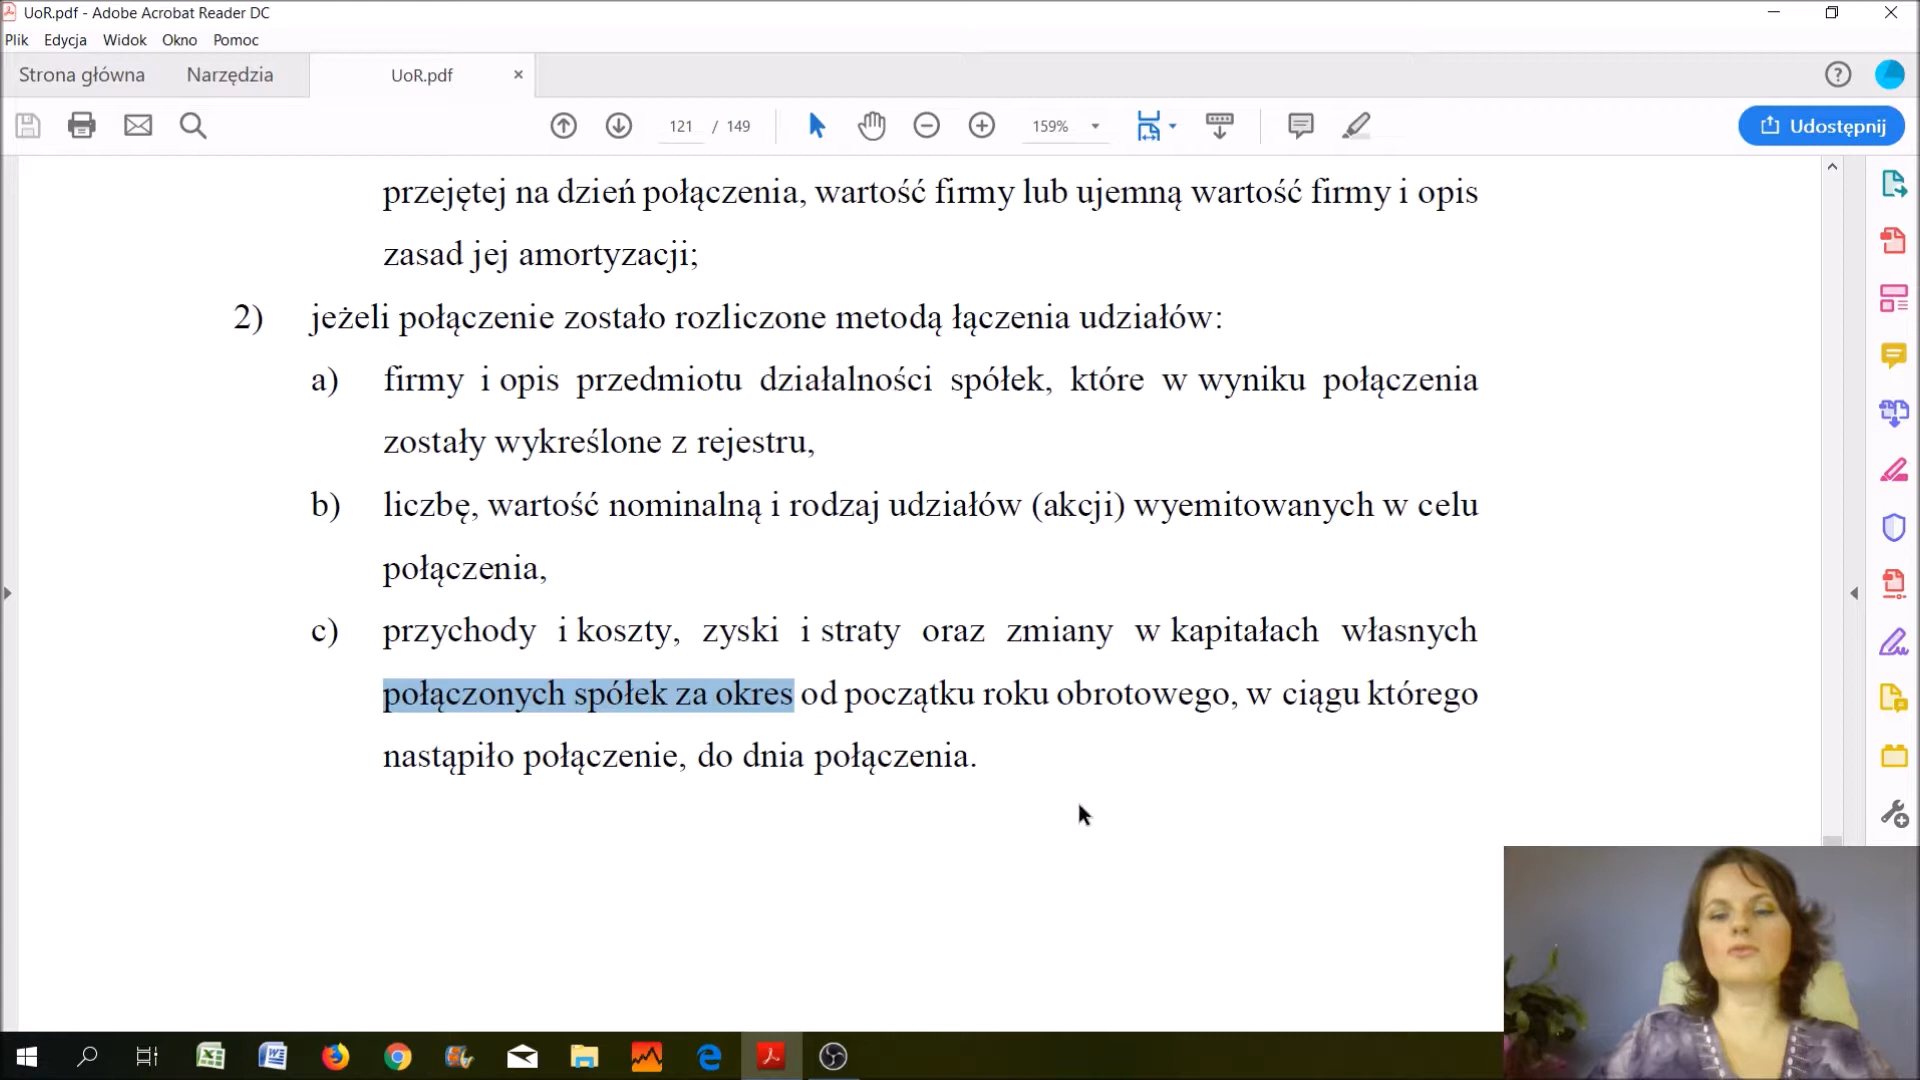 UoR.pdf - Adobe Acrobat Reader DC
Plik Edycja Widok Okno Pomoc
Strona główna Narzędzia UoR.pdf
121 / 149 159% Udostępnij
przejętej na dzień połączenia, wartość firmy lub ujemną wartość firmy i opis
zasad jej amortyzacji;
2) jeżeli połączenie zostało rozliczone metodą łączenia udziałów:
a) firmy i opis przedmiotu działalności spółek, które w wyniku połączenia
zostały wykreślone z rejestru,
b) liczbę, wartość nominalną i rodzaj udziałów (akcji) wyemitowanych w celu
połączenia,
c) przychody i koszty, zyski i straty oraz zmiany w kapitałach własnych
połączonych spółek za okres od początku roku obrotowego, w ciągu którego
nastąpiło połączenie, do dnia połączenia.